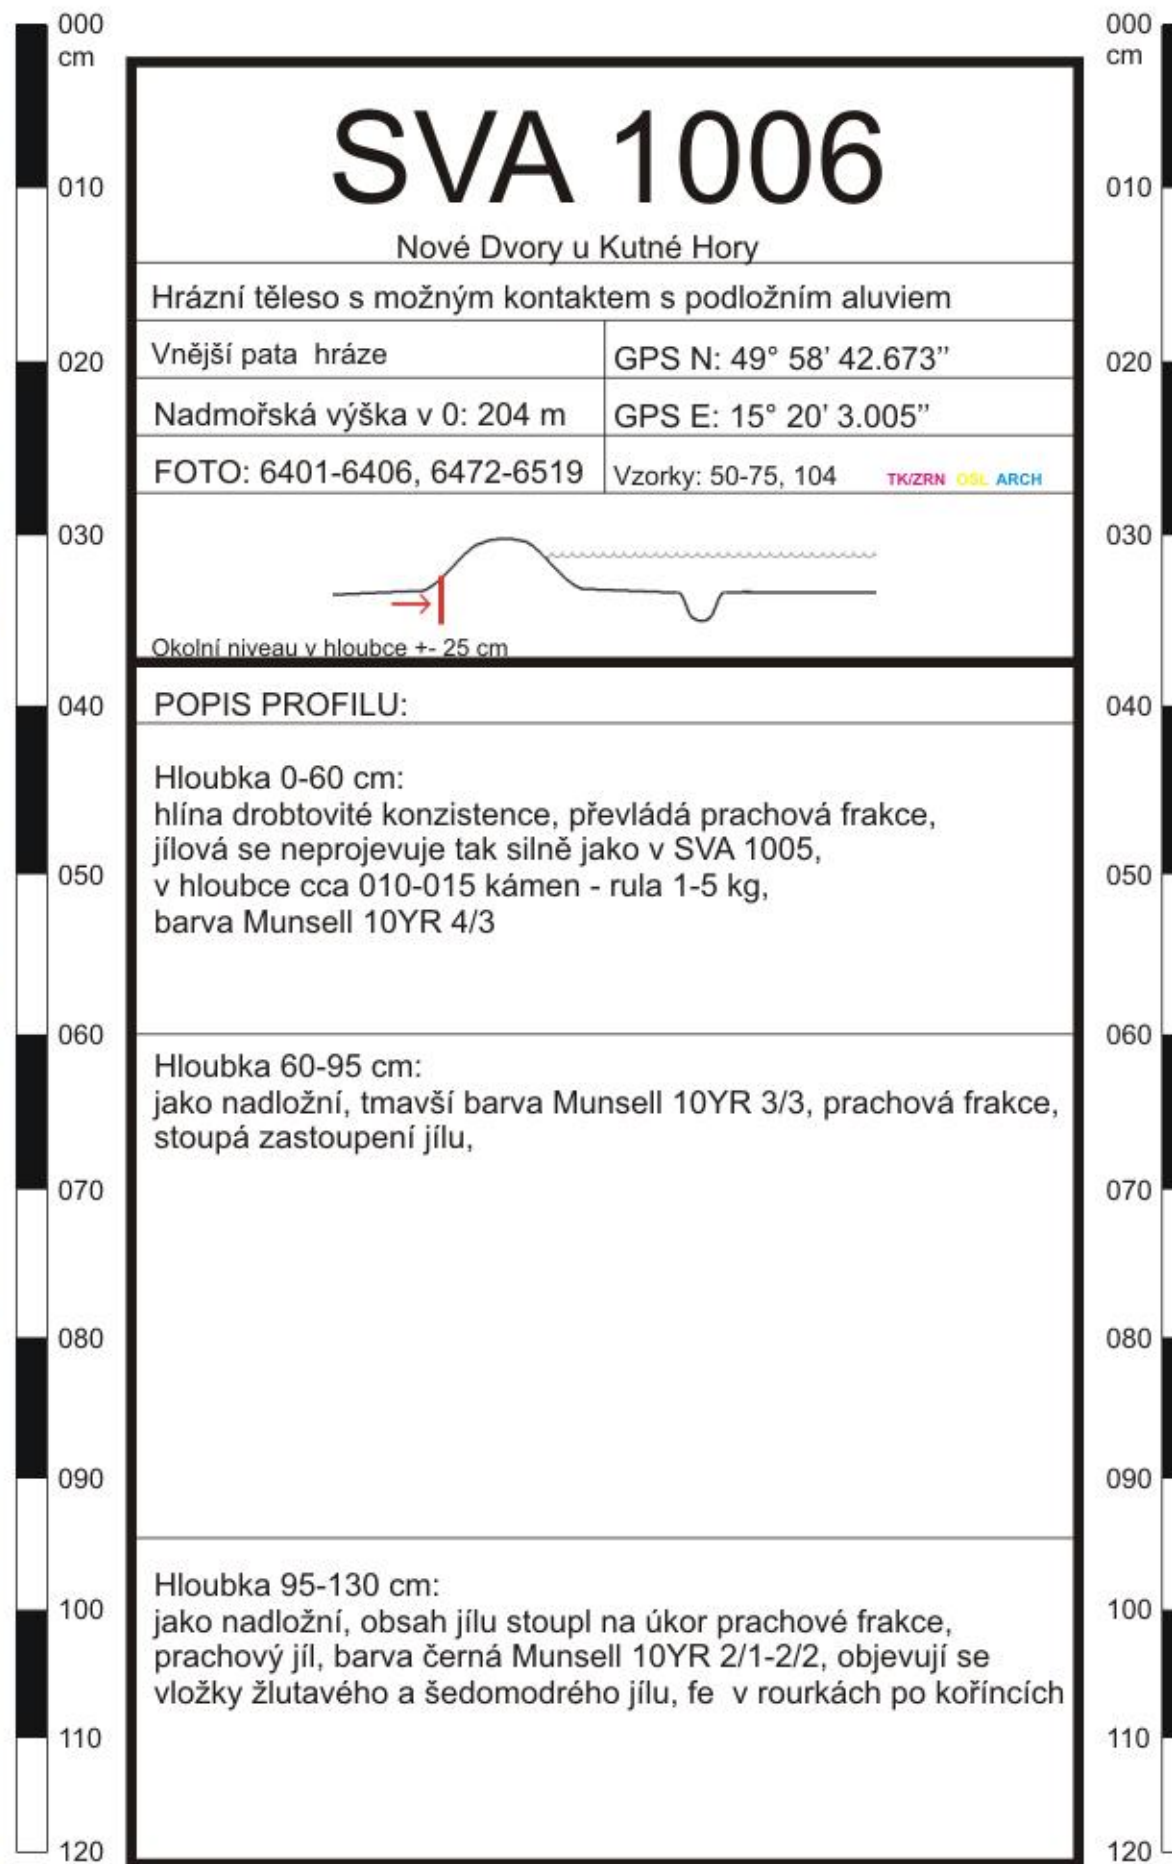 000
cm
010
020
030
040
050
060
070
080
090
100
110
120
SVA 1006
Nové Dvory u Kutné Hory
Hrázní těleso s možným kontaktem s podložním aluviem
Vnější pata hráze
GPS N: 49° 58’ 42.673’’
Nadmořská výška v 0: 204 m
GPS E: 15° 20’ 3.005’’
FOTO: 6401-6406, 6472-6519
Vzorky: 50-75, 104 TK/ZRN OSL ARCH
Okolní niveau v hloubce +- 25 cm
POPIS PROFILU:
Hloubka 0-60 cm:
hlína drobtovité konzistence, převládá prachová frakce,
jílová se neprojevuje tak silně jako v SVA 1005,
v hloubce cca 010-015 kámen - rula 1-5 kg,
barva Munsell 10YR 4/3
Hloubka 60-95 cm:
jako nadložní, tmavší barva Munsell 10YR 3/3, prachová frakce,
stoupá zastoupení jílu,
Hloubka 95-130 cm:
jako nadložní, obsah jílu stoupl na úkor prachové frakce,
prachový jíl, barva černá Munsell 10YR 2/1-2/2, objevují se
vložky žlutavého a šedomodrého jílu, fe v rourkách po koříncích
000
cm
010
020
030
040
050
060
070
080
090
100
110
120